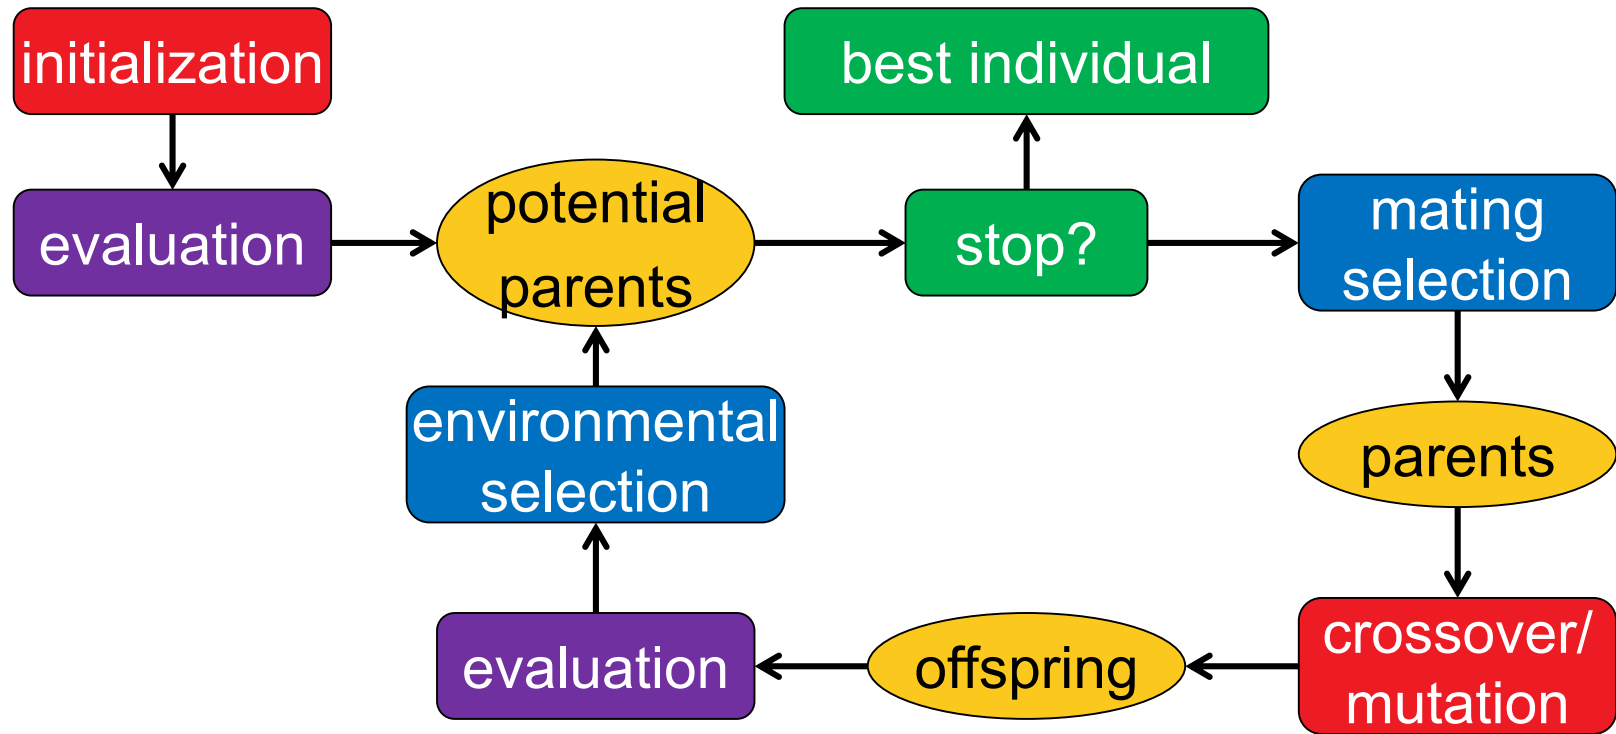 initialization
best individual
evaluation
potential
parents
stop?
mating
selection
environmental
selection
parents
evaluation
offspring
crossover/
mutation